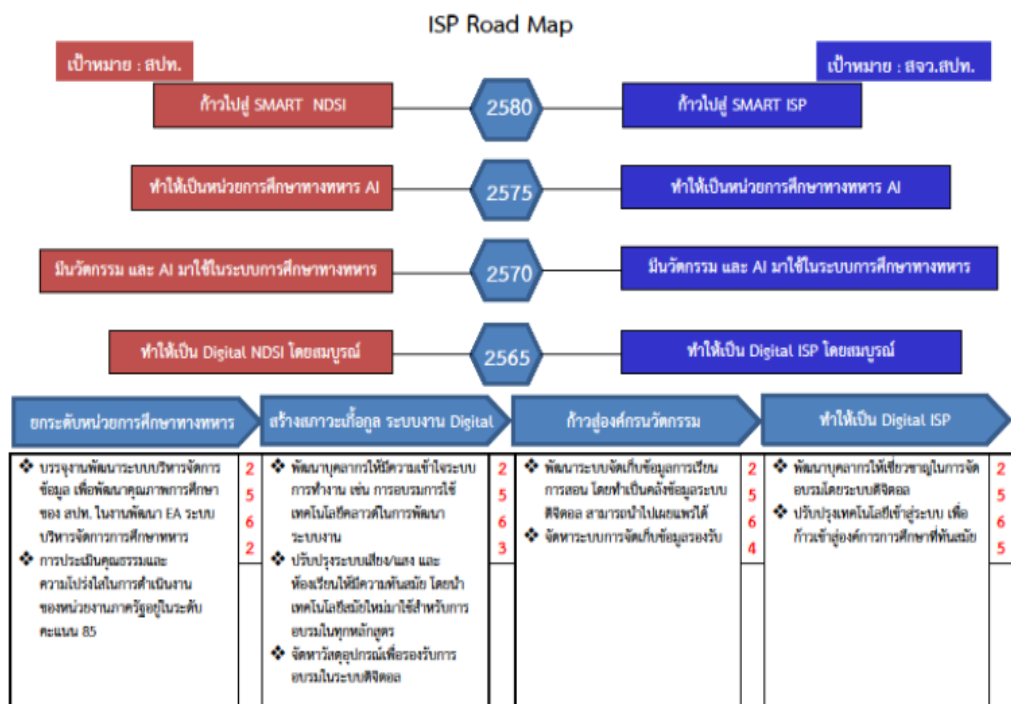 ISP Road Map
เป้าหมาย : สปท.
เป้าหมาย : สจว.สปท.
ก้าวไปสู่ SMART NDSI
2580
ก้าวไปสู่ SMART ISP
ทำให้เป็นหน่วยการศึกษาทางทหาร AI
2575
ทำให้เป็นหน่วยการศึกษาทางทหาร AI
มีนวัตกรรม และ AI มาใช้ในระบบการศึกษาทางทหาร
2570
มีนวัตกรรม และ AI มาใช้ในระบบการศึกษาทางทหาร
ทำให้เป็น Digital NDSI โดยสมบูรณ์
2565
ทำให้เป็น Digital ISP โดยสมบูรณ์
ยกระดับหน่วยการศึกษาทางทหาร
❖ บรรจุงานพัฒนาระบบบริหารจัดการ
ข้อมูล เพื่อพัฒนาคุณภาพการศึกษา
ของ สปท. ในงานพัฒนา EA ระบบ
บริหารจัดการการศึกษาทหาร
❖ การประเมินคุณธรรมและ
ความโปร่งใสในการดำเนินงาน
ของหน่วยงานภาครัฐอยู่ในระดับ
คะแนน 85
2
5
6
2
สร้างสภาวะเกื้อกูล ระบบงาน Digital
❖ พัฒนาบุคลากรให้มีความเข้าใจระบบ
การทำงาน เช่น การอบรมการใช้
เทคโนโลยีคลาวด์ในการพัฒนา
ระบบงาน
❖ ปรับปรุงระบบเสียง/แสง และ
ห้องเรียนให้มีความทันสมัย โดยนำ
เทคโนโลยีสมัยใหม่มาใช้สำหรับการ
อบรมในทุกหลักสูตร
❖ จัดหาวัสดุอุปกรณ์เพื่อรองรับการ
อบรมในระบบดิจิตอล
2
5
6
3
ก้าวสู่องค์กรนวัตกรรม
❖ พัฒนาระบบจัดเก็บข้อมูลการเรียน
การสอน โดยทำเป็นคลังข้อมูลระบบ
ดิจิตอล สามารถนำไปเผยแพร่ได้
❖ จัดหาระบบการจัดเก็บข้อมูลรองรับ
2
5
6
4
ทำให้เป็น Digital ISP
❖ พัฒนาบุคลากรให้เชี่ยวชาญในการจัด
อบรมโดยระบบดิจิตอล
❖ ปรับปรุงเทคโนโลยีเข้าสู่ระบบ เพื่อ
ก้าวเข้าสู่องค์การการศึกษาที่ทันสมัย
2
5
6
5